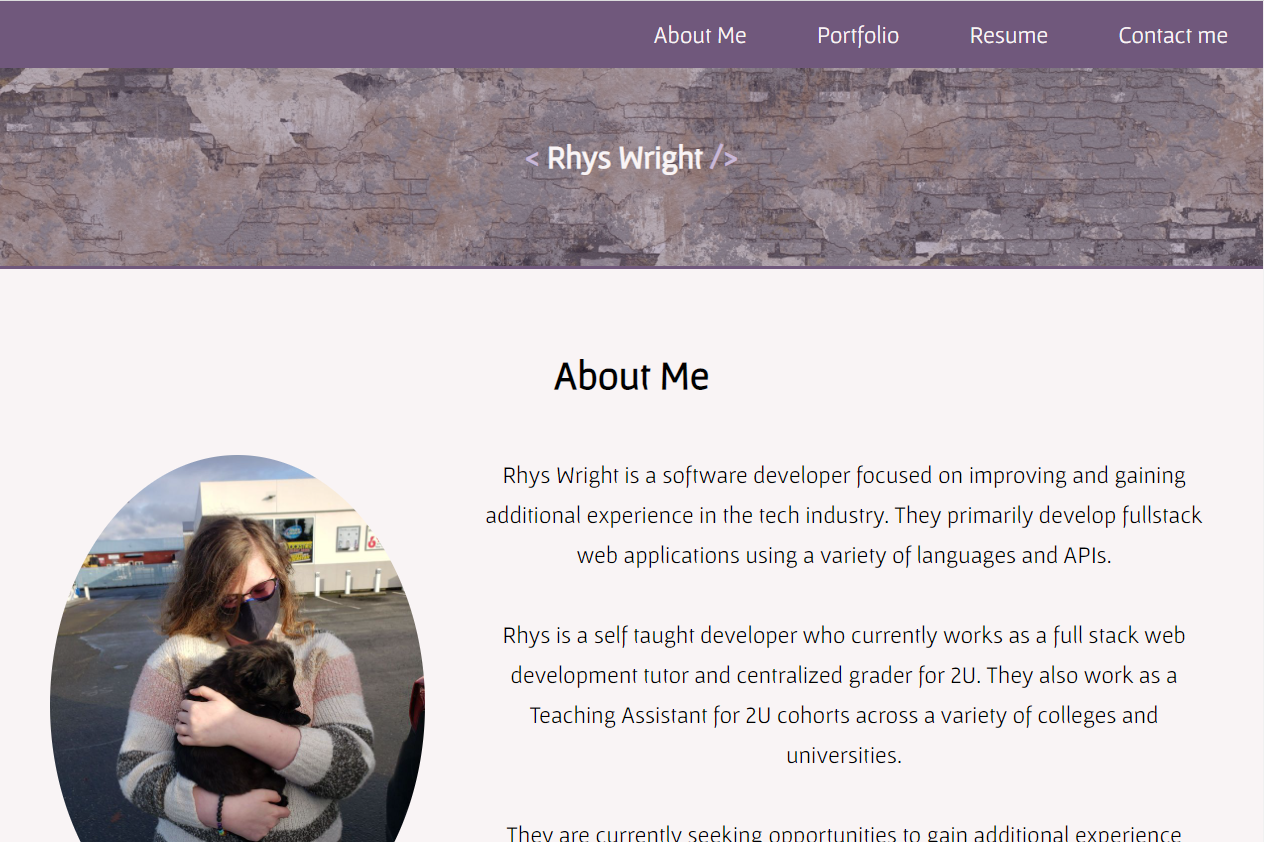 About Me Portfolio Resume Contact me
< Rhys Wright />
About Me
Rhys Wright is a software developer focused on improving and gaining
additional experience in the tech industry. They primarily develop fullstack
web applications using a variety of languages and APIs.
Rhys is a self taught developer who currently works as a full stack web
development tutor and centralized grader for 2U. They also work as a
Teaching Assistant for 2U cohorts across a variety of colleges and
universities.
They are currently seeking opportunities to gain additional experience